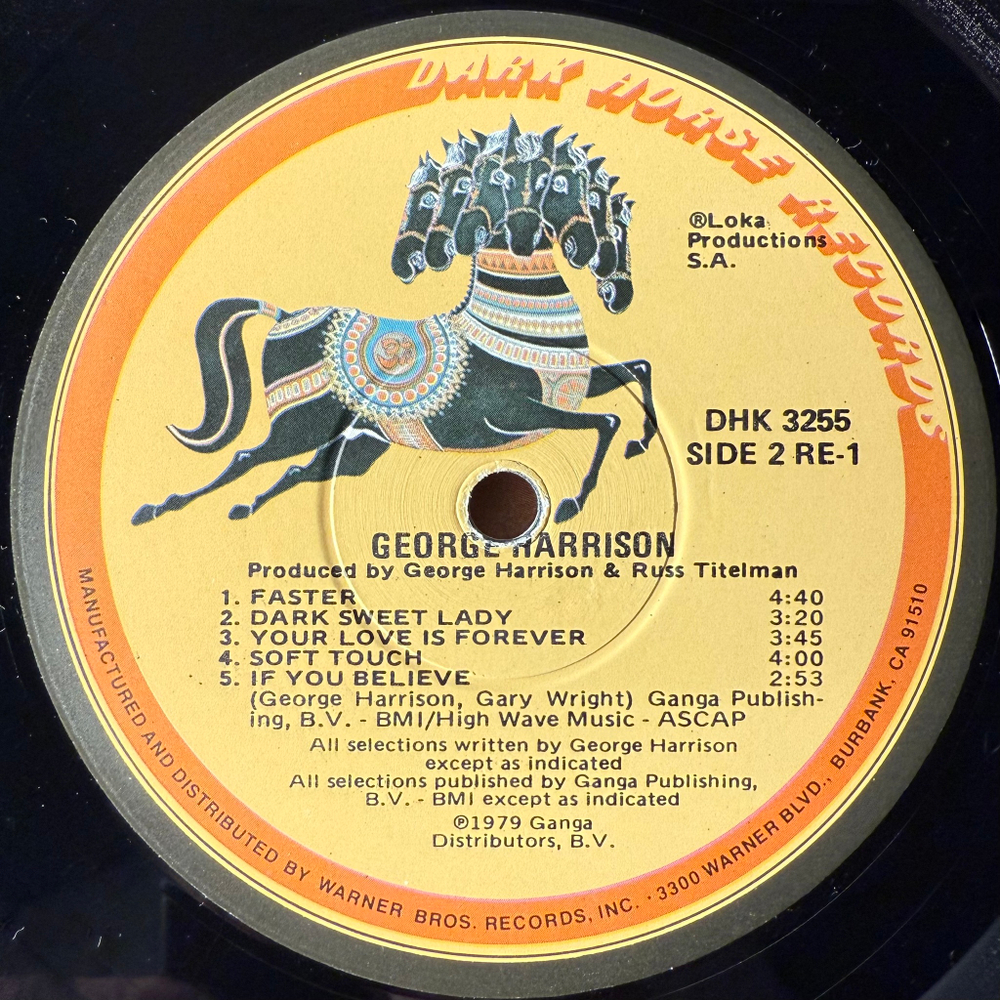 DARK HORSE RECORDS
®Loka
Productions
S.A.
DHK 3255
SIDE 2 RE-1
GEORGE HARRISON
Produced by George Harrison & Russ Titelman
1. FASTER 4:40
2. DARK SWEET LADY 3:20
3. YOUR LOVE IS FOREVER 3:45
4. SOFT TOUCH 4:00
5. IF YOU BELIEVE 2:53
(George Harrison, Gary Wright) Ganga Publish-
ing, B.V. - BMI/High Wave Music - ASCAP
All selections written by George Harrison
except as indicated
All selections published by Ganga Publishing,
B.V. - BMI except as indicated
℗1979 Ganga
Distributors, B.V.
MANUFACTURED AND DISTRIBUTED BY WARNER BROS. RECORDS, INC. · 3300 WARNER BLVD., BURBANK, CA 91510